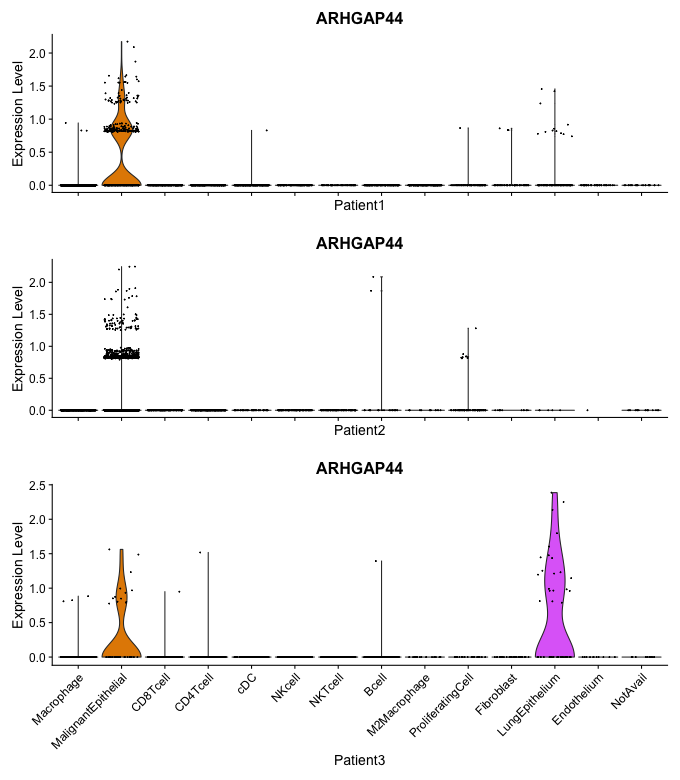 ARHGAP44
Expression Level
2.0
1.5
1.0
0.5
0.0
Patient1
ARHGAP44
Expression Level
2.0
1.5
1.0
0.5
0.0
Patient2
ARHGAP44
Expression Level
2.5
2.0
1.5
1.0
0.5
0.0
Macrophage
MalignantEpithelial
CD8Tcell
CD4Tcell
cDC
NKcell
NKTcell
Bcell
M2Macrophage
ProliferatingCell
Fibroblast
LungEpithelium
Endothelium
NotAvail
Patient3